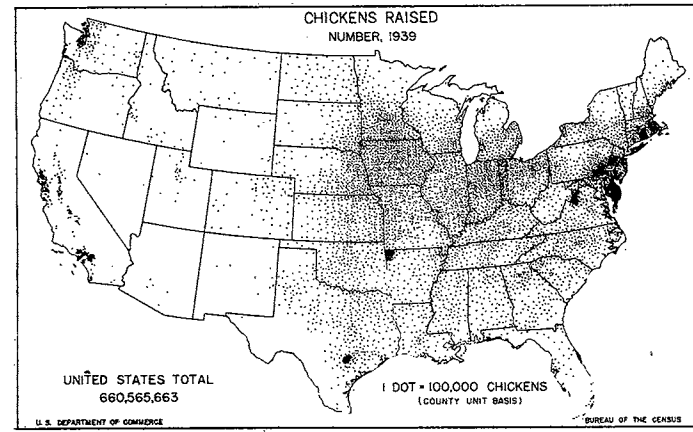 CHICKENS RAISED
NUMBER, 1939
UNITED STATES TOTAL
660,565,663
1 DOT = 100,000 CHICKENS
(COUNTY UNIT BASIS)
U. S. DEPARTMENT OF COMMERCE
BUREAU OF THE CENSUS